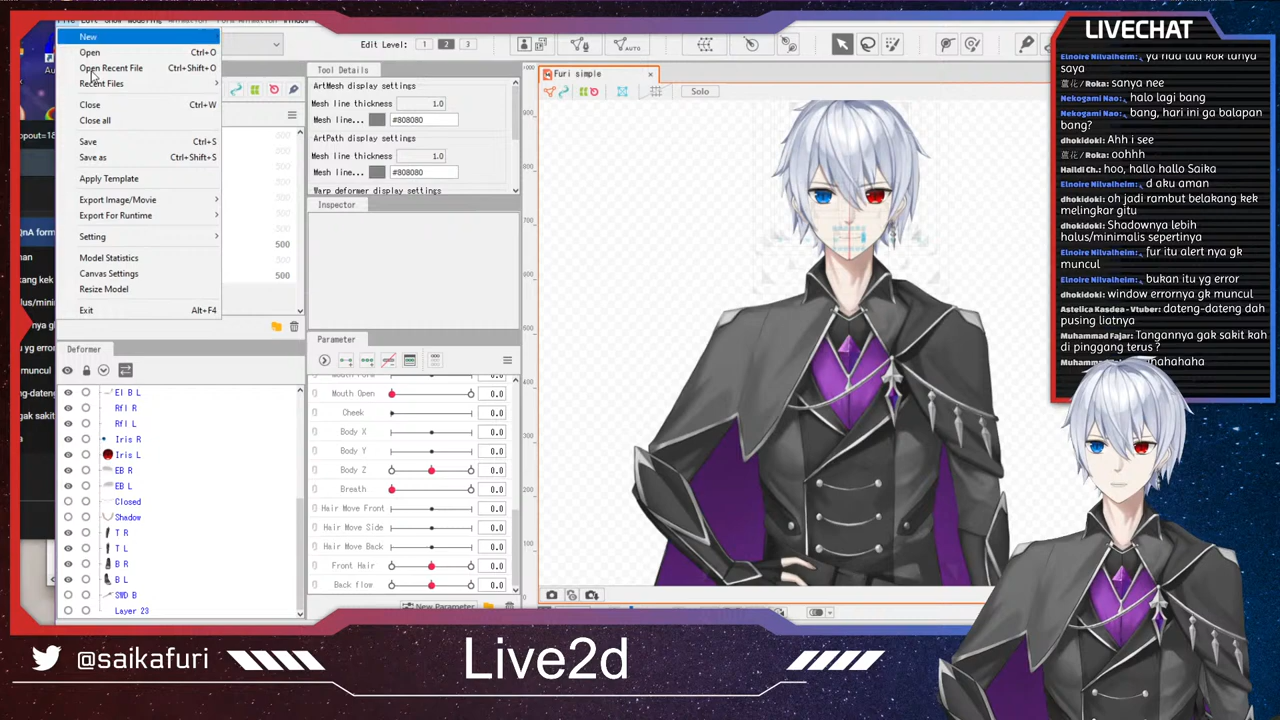 New
Open Ctrl+O
Open Recent File Ctrl+Shift+O
Recent Files
Close Ctrl+W
Close all
Save Ctrl+S
Save as Ctrl+Shift+S
Apply Template
Export Image/Movie
Export For Runtime
Setting
Model Statistics
Canvas Settings
Resize Model
Exit Alt+F4
500
500
Deformer
El B L
Rfl R
Rfl L
Iris R
Iris L
EB R
EB L
Closed
Shadow
T R
T L
B R
B L
SWD B
Layer 23
Edit Level: 1 2 3
AUTO
Tool Details
ArtMesh display settings
Mesh line thickness 1.0
Mesh line... #808080
ArtPath display settings
Mesh line thickness 1.0
Mesh line... #808080
Warp deformer display settings
Inspector
Parameter
Mouth Open 0.0
Cheek 0.0
Body X 0.0
Body Y 0.0
Body Z 0.0
Breath 0.0
Hair Move Front 0.0
Hair Move Side 0.0
Hair Move Back 0.0
Front Hair 0.0
Back flow 0.0
New Parameter
Furi simple
Solo
LIVECHAT
saya
Roka: sanya nee
Nekogami Nao: halo lagi bang
Nekogami Nao: bang, hari ini ga balapan
bang?
dhokidoki: Ahh i see
Roka: oohhh
Haildi Ch.: hoo, hallo hallo Saika
Elnoire Nilvalheim: d aku aman
dhokidoki: oh jadi rambut belakang kek
melingkar gitu
dhokidoki: Shadownya lebih
halus/minimalis sepertinya
Elnoire Nilvalheim: fur itu alert nya gk
muncul
Elnoire Nilvalheim: bukan itu yg error
dhokidoki: window errornya gk muncul
Astelica Kasdea - Vtuber: dateng-dateng dah
pusing liatnya
Muhammad Fajar: Tangannya gak sakit kah
di pinggang terus ?
@saikafuri
Live2d